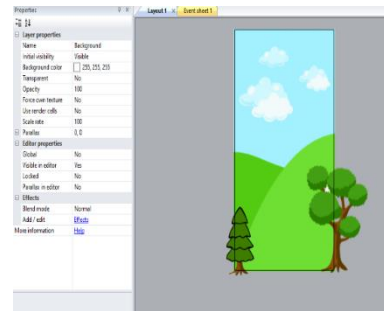 Properties
Layout 1
Event sheet 1
Layer properties
Name Background
Initial visibility Visible
Background color 255, 255, 255
Transparent No
Opacity 100
Force own texture No
Use render cells No
Scale rate 100
Parallax 0, 0
Editor properties
Global No
Visible in editor Yes
Locked No
Parallax in editor No
Effects
Blend mode Normal
Add / edit Effects
More information Help